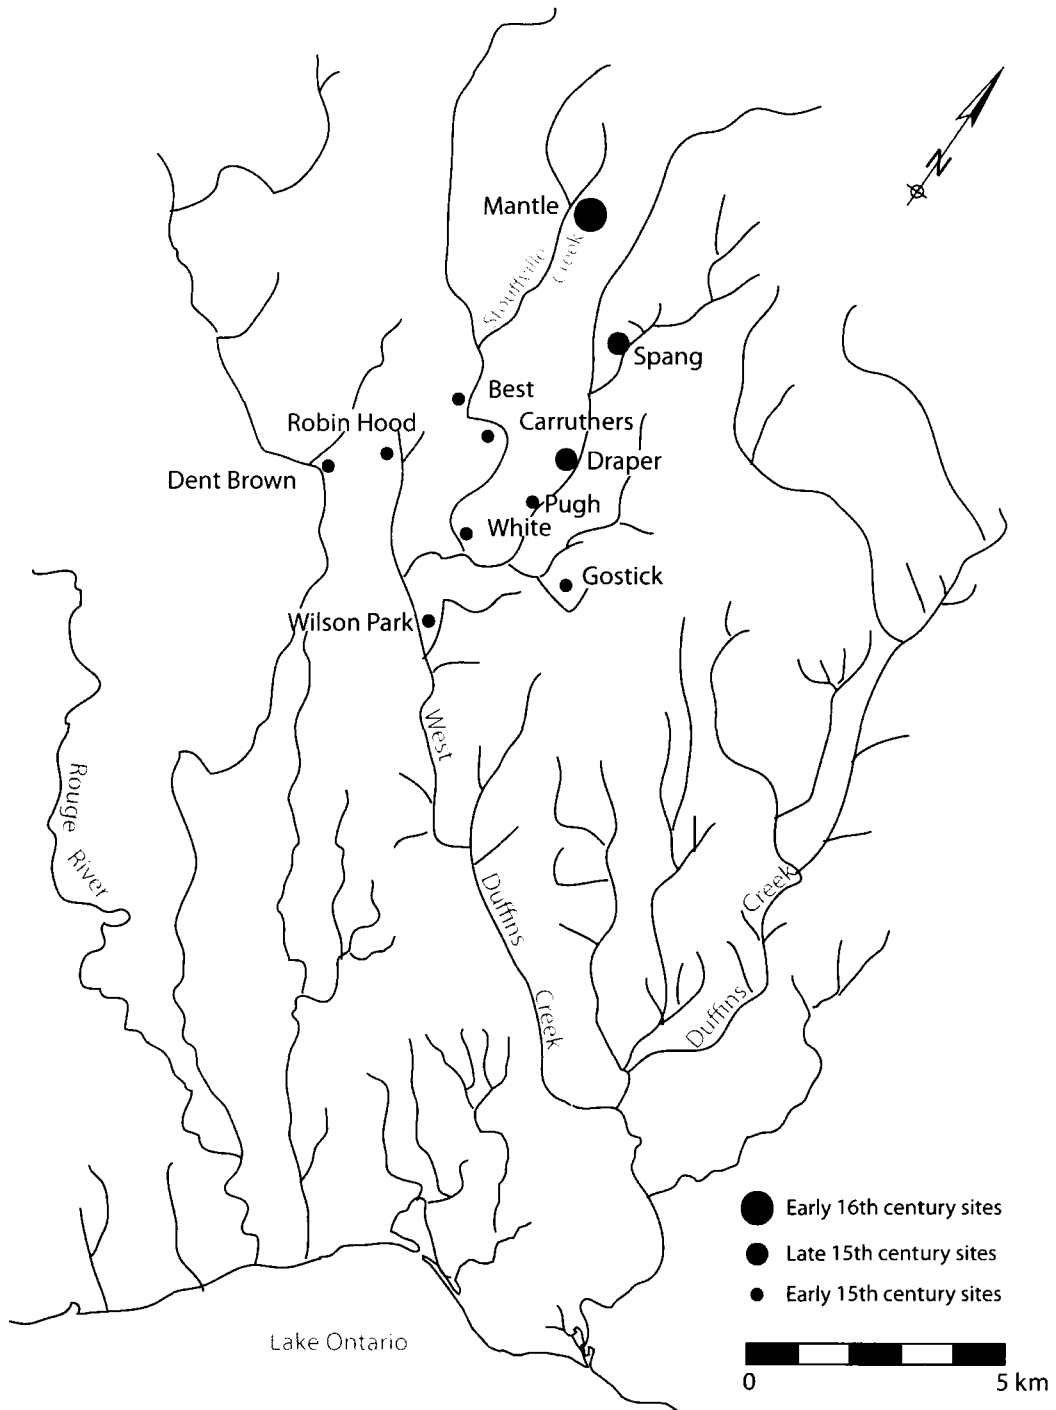 N
Mantle
Stouffville
Creek
Spang
Best
Robin Hood
Carruthers
Dent Brown
Draper
Pugh
White
Gostick
Wilson Park
West
Rouge
River
Duffins
Creek
Creek
Duffins
Early 16th century sites
Late 15th century sites
Early 15th century sites
Lake Ontario
0
5 km